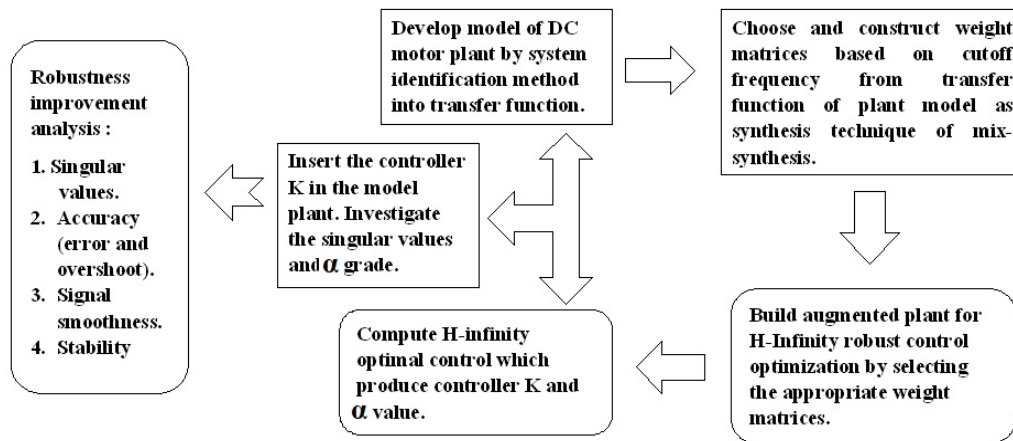 Develop model of DC
motor plant by system
identification method
into transfer function.
Choose and construct weight
matrices based on cutoff
frequency from transfer
function of plant model as
synthesis technique of mix-
synthesis.
Build augmented plant for
H-Infinity robust control
optimization by selecting
the appropriate weight
matrices.
Compute H-infinity
optimal control which
produce controller K and
α value.
Insert the controller
K in the model
plant. Investigate
the singular values
and α grade.
Robustness
improvement
analysis :
1. Singular
values.
2. Accuracy
(error and
overshoot).
3. Signal
smoothness.
4. Stability